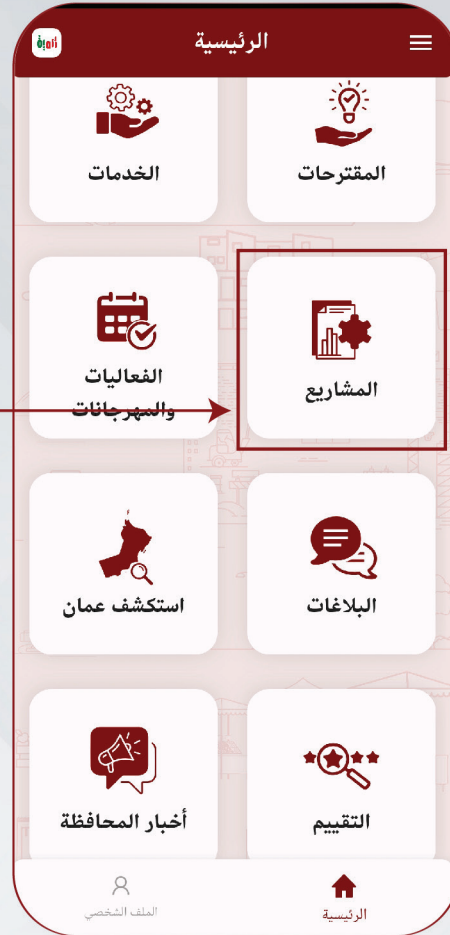 الرئيسية
المقترحات
الخدمات
المشاريع
الفعاليات
والمهرجانات
البلاغات
استكشف عمان
التقييم
أخبار المحافظة
الرئيسية
الملف الشخصي